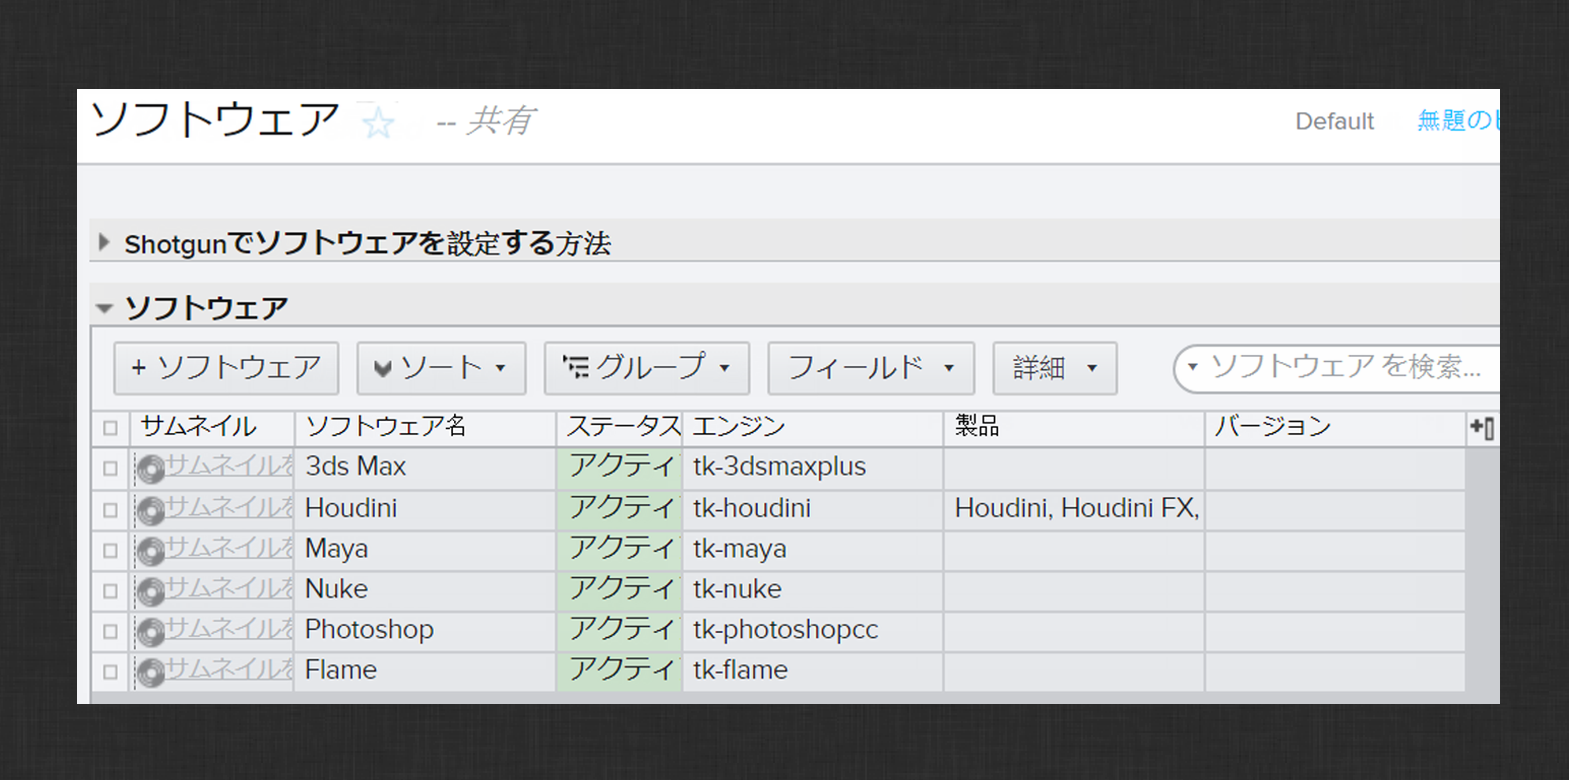 ソフトウェア -- 共有 Default 無題の
Shotgunでソフトウェアを設定する方法
ソフトウェア
+ ソフトウェア ソート グループ フィールド 詳細 ソフトウェア を検索...
サムネイル ソフトウェア名 ステータス エンジン 製品 バージョン
サムネイルを 3ds Max アクティ tk-3dsmaxplus
サムネイルを Houdini アクティ tk-houdini Houdini, Houdini FX,
サムネイルを Maya アクティ tk-maya
サムネイルを Nuke アクティ tk-nuke
サムネイルを Photoshop アクティ tk-photoshopcc
サムネイルを Flame アクティ tk-flame